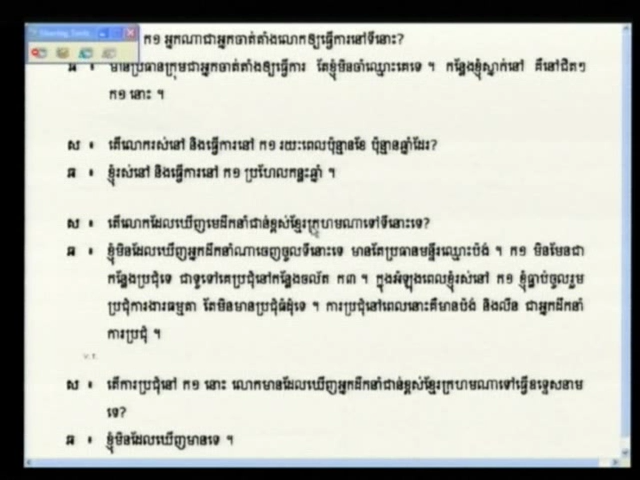 ក១ អ្នកណាជាអ្នកចាត់តាំងលោកឲ្យធ្វើការនៅទីនោះ?
ឆ ៖ មានប្រធានក្រុមជាអ្នកចាត់តាំងឲ្យធ្វើការ តែខ្ញុំមិនចាំឈ្មោះគេទេ ។ កន្លែងខ្ញុំស្នាក់នៅ គឺនៅជិតៗ
ក១ នោះ ។
ស ៖ តើលោករស់នៅ និងធ្វើការនៅ ក១ រយៈពេលប៉ុន្មានខែ ប៉ុន្មានឆ្នាំដែរ?
ឆ ៖ ខ្ញុំរស់នៅ និងធ្វើការនៅ ក១ ប្រហែលកន្លះឆ្នាំ ។
ស ៖ តើលោកដែលឃើញមេដឹកនាំជាន់ខ្ពស់ខ្មែរក្រហមណាទៅទីនោះទេ?
ឆ ៖ ខ្ញុំមិនដែលឃើញអ្នកដឹកនាំណាចេញចូលទីនោះទេ មានតែប្រធានមន្ទីរឈ្មោះប៉ង់ ។ ក១ មិនមែនជា
កន្លែងប្រជុំទេ ជាទូទៅគេប្រជុំនៅកន្លែងចល័ត ក៣ ។ ក្នុងអំឡុងពេលខ្ញុំរស់នៅ ក១ ខ្ញុំធ្លាប់ចូលរួម
ប្រជុំការងារធម្មតា តែមិនមានប្រជុំធំដុំទេ ។ ការប្រជុំនៅពេលនោះគឺមានប៉ង់ និងលីន ជាអ្នកដឹកនាំ
ការប្រជុំ ។
ស ៖ តើការប្រជុំនៅ ក១ នោះ លោកមានដែលឃើញអ្នកដឹកនាំជាន់ខ្ពស់ខ្មែរក្រហមណាទៅធ្វើឧទ្ទេសនាម
ទេ?
ឆ ៖ ខ្ញុំមិនដែលឃើញមានទេ ។